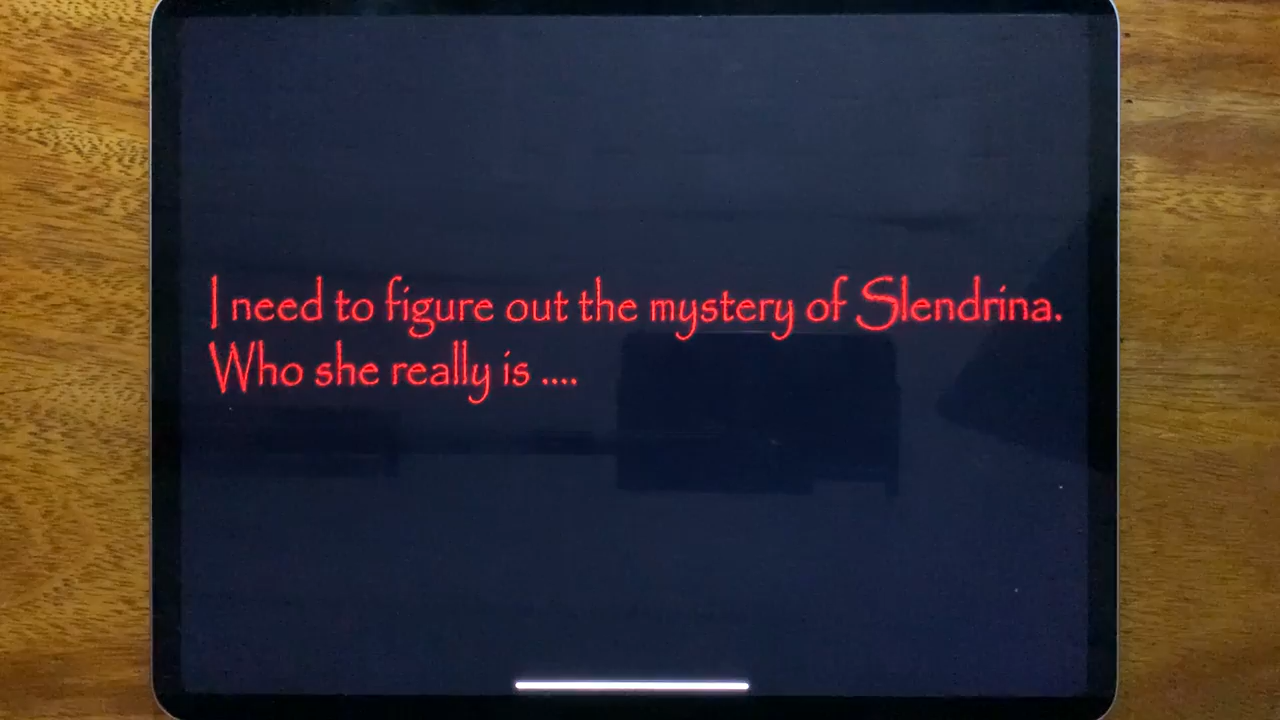 I need to figure out the mystery of Slendrina.
Who she really is ....